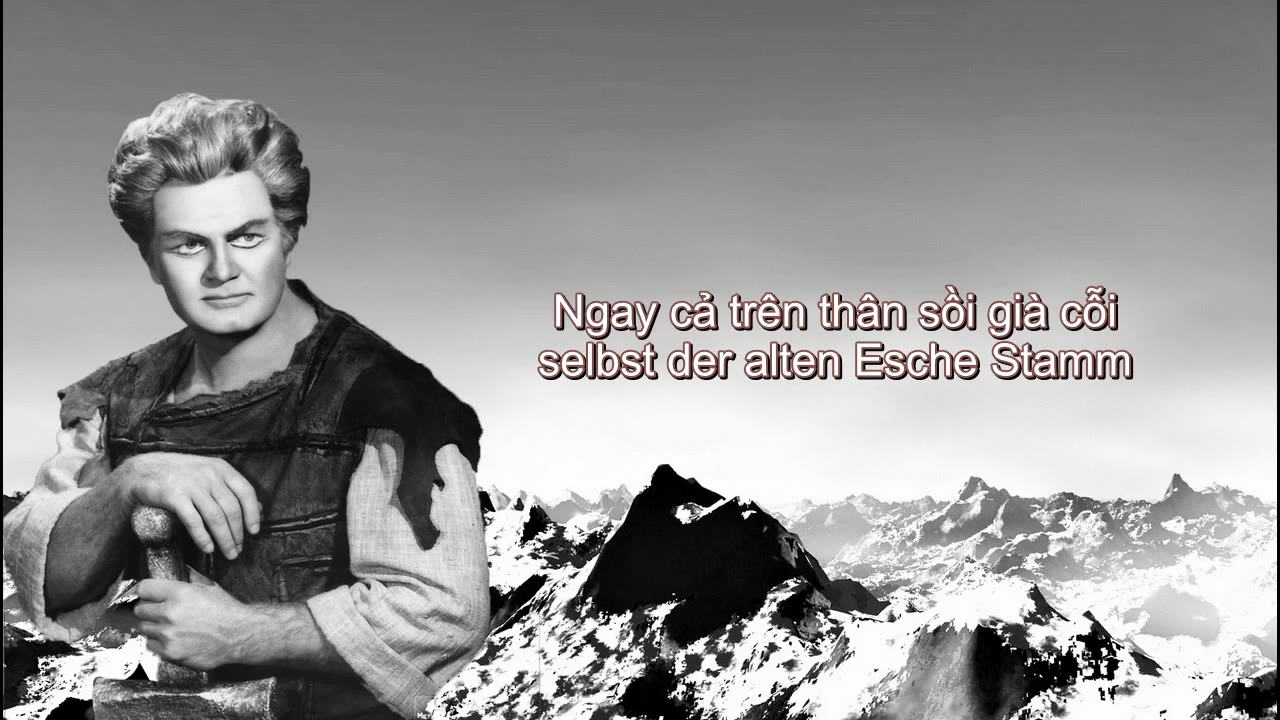 Ngay cả trên thân sồi già cỗi
selbst der alten Esche Stamm